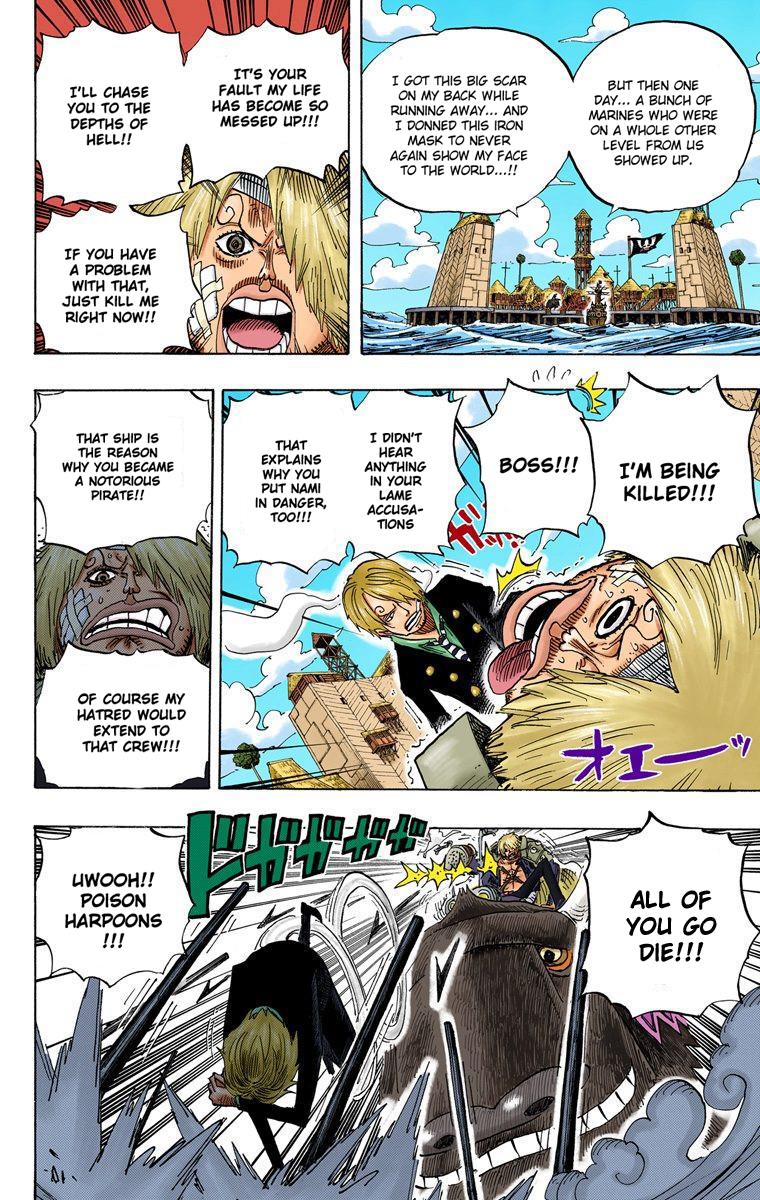 BUT THEN ONE
DAY... A BUNCH OF
MARINES WHO WERE
ON A WHOLE OTHER
LEVEL FROM US
SHOWED UP.
I GOT THIS BIG SCAR
ON MY BACK WHILE
RUNNING AWAY... AND
I DONNED THIS IRON
MASK TO NEVER
AGAIN SHOW MY FACE
TO THE WORLD...!!
IT'S YOUR
FAULT MY LIFE
HAS BECOME SO
MESSED UP!!!
I'LL CHASE
YOU TO THE
DEPTHS OF
HELL!!
IF YOU HAVE
A PROBLEM
WITH THAT,
JUST KILL ME
RIGHT NOW!!
I'M BEING
KILLED!!!
BOSS!!!
I DIDN'T
HEAR
ANYTHING
IN YOUR
LAME
ACCUSA-
TIONS
THAT
EXPLAINS
WHY YOU
PUT NAMI
IN DANGER,
TOO!!!
ガッ!!
オエーッ
THAT SHIP IS
THE REASON
WHY YOU BECAME
A NOTORIOUS
PIRATE!!
OF COURSE MY
HATRED WOULD
EXTEND TO
THAT CREW!!!
ALL OF
YOU GO
DIE!!!
ドガガガガガ
UWOOH!!
POISON
HARPOONS
!!!